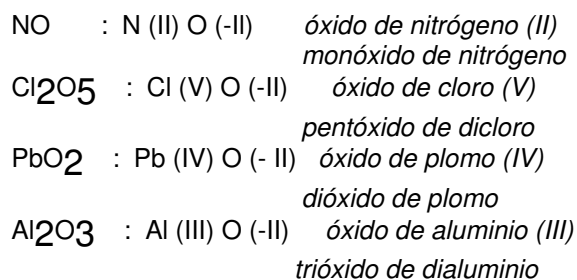 NO : N (II) O (-II) óxido de nitrógeno (II)
monóxido de nitrógeno
Cl2O5 : Cl (V) O (-II) óxido de cloro (V)
pentóxido de dicloro
PbO2 : Pb (IV) O (- II) óxido de plomo (IV)
dióxido de plomo
Al2O3 : Al (III) O (-II) óxido de aluminio (III)
trióxido de dialuminio